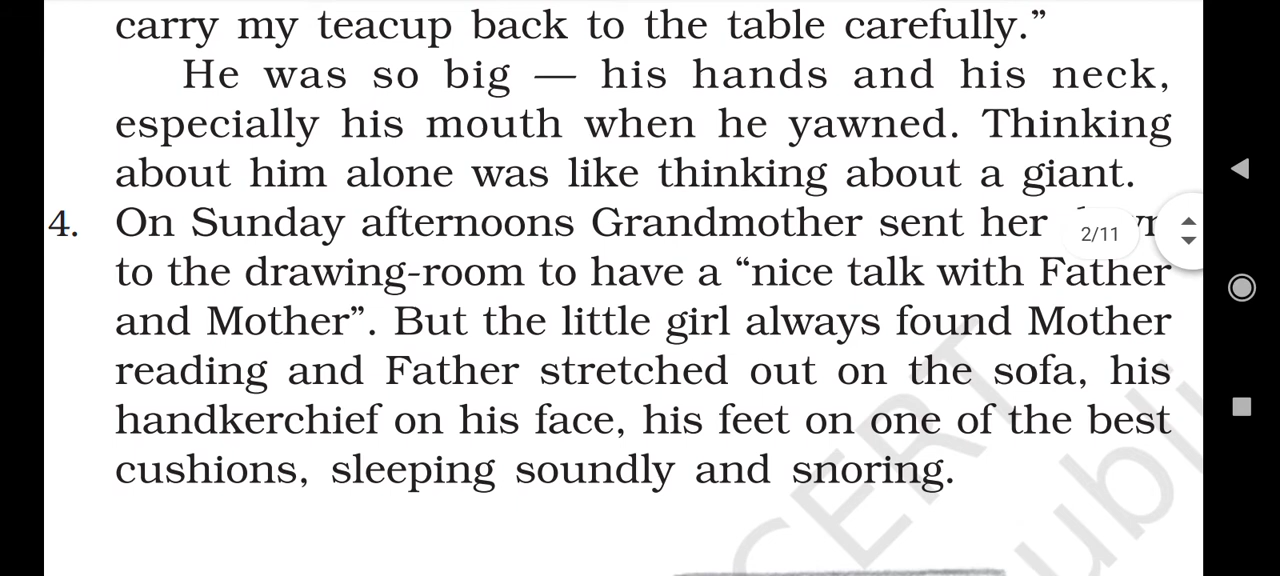 carry my teacup back to the table carefully.”
He was so big — his hands and his neck,
especially his mouth when he yawned. Thinking
about him alone was like thinking about a giant.
4. On Sunday afternoons Grandmother sent her
2/11
to the drawing-room to have a “nice talk with Father
and Mother”. But the little girl always found Mother
reading and Father stretched out on the sofa, his
handkerchief on his face, his feet on one of the best
cushions, sleeping soundly and snoring.